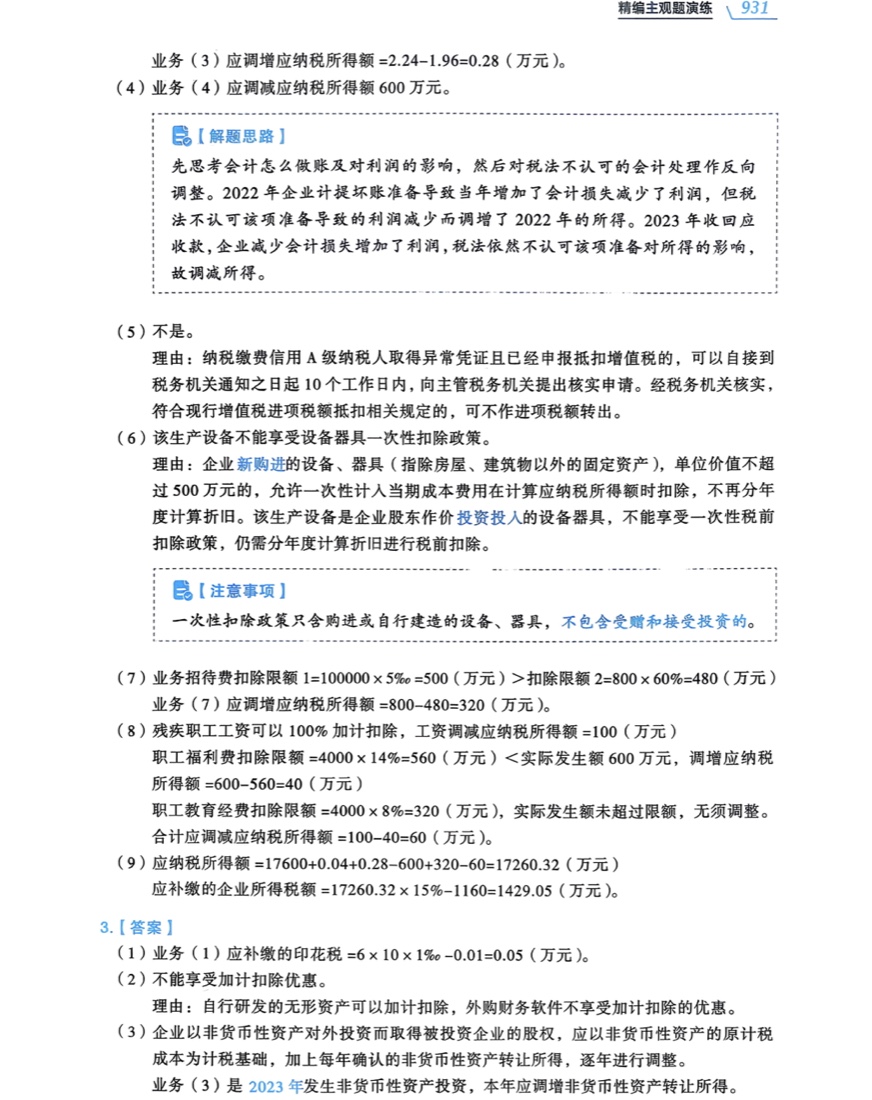 精编主观题演练 931
业务（3）应调增应纳税所得额 =2.24-1.96=0.28（万元）。
（4）业务（4）应调减应纳税所得额 600 万元。
【解题思路】
先思考会计怎么做账及对利润的影响，然后对税法不认可的会计处理作反向
调整。2022 年企业计提坏账准备导致当年增加了会计损失减少了利润，但税
法不认可该项准备导致的利润减少而调增了 2022 年的所得。2023 年收回应
收款，企业减少会计损失增加了利润，税法依然不认可该项准备对所得的影响，
故调减所得。
（5）不是。
理由：纳税缴费信用 A 级纳税人取得异常凭证且已经申报抵扣增值税的，可以自接到
税务机关通知之日起 10 个工作日内，向主管税务机关提出核实申请。经税务机关核实，
符合现行增值税进项税额抵扣相关规定的，可不作进项税额转出。
（6）该生产设备不能享受设备器具一次性扣除政策。
理由：企业新购进的设备、器具（指除房屋、建筑物以外的固定资产），单位价值不超
过 500 万元的，允许一次性计入当期成本费用在计算应纳税所得额时扣除，不再分年
度计算折旧。该生产设备是企业股东作价投资投入的设备器具，不能享受一次性税前
扣除政策，仍需分年度计算折旧进行税前扣除。
【注意事项】
一次性扣除政策只含购进或自行建造的设备、器具，不包含受赠和接受投资的。
（7）业务招待费扣除限额 1=100000×5‰=500（万元）＞扣除限额 2=800×60%=480（万元）
业务（7）应调增应纳税所得额 =800-480=320（万元）。
（8）残疾职工工资可以 100% 加计扣除，工资调减应纳税所得额 =100（万元）
职工福利费扣除限额 =4000×14%=560（万元）＜实际发生额 600 万元，调增应纳税
所得额 =600-560=40（万元）
职工教育经费扣除限额 =4000×8%=320（万元），实际发生额未超过限额，无须调整。
合计应调减应纳税所得额 =100-40=60（万元）。
（9）应纳税所得额 =17600+0.04+0.28-600+320-60=17260.32（万元）
应补缴的企业所得税额 =17260.32×15%-1160=1429.05（万元）。
3.【答案】
（1）业务（1）应补缴的印花税 =6×10×1‰-0.01=0.05（万元）。
（2）不能享受加计扣除优惠。
理由：自行研发的无形资产可以加计扣除，外购财务软件不享受加计扣除的优惠。
（3）企业以非货币性资产对外投资而取得被投资企业的股权，应以非货币性资产的原计税
成本为计税基础，加上每年确认的非货币性资产转让所得，逐年进行调整。
业务（3）是 2023 年发生非货币性资产投资，本年应调增非货币性资产转让所得。